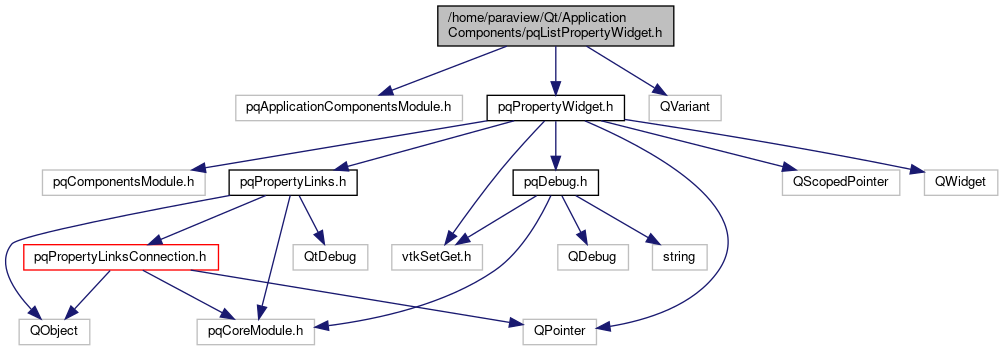 /home/paraview/Qt/Application
Components/pqListPropertyWidget.h
pqApplicationComponentsModule.h
pqPropertyWidget.h
QVariant
pqComponentsModule.h
pqPropertyLinks.h
pqDebug.h
QScopedPointer
QWidget
pqPropertyLinksConnection.h
QtDebug
vtkSetGet.h
QDebug
string
QObject
pqCoreModule.h
QPointer